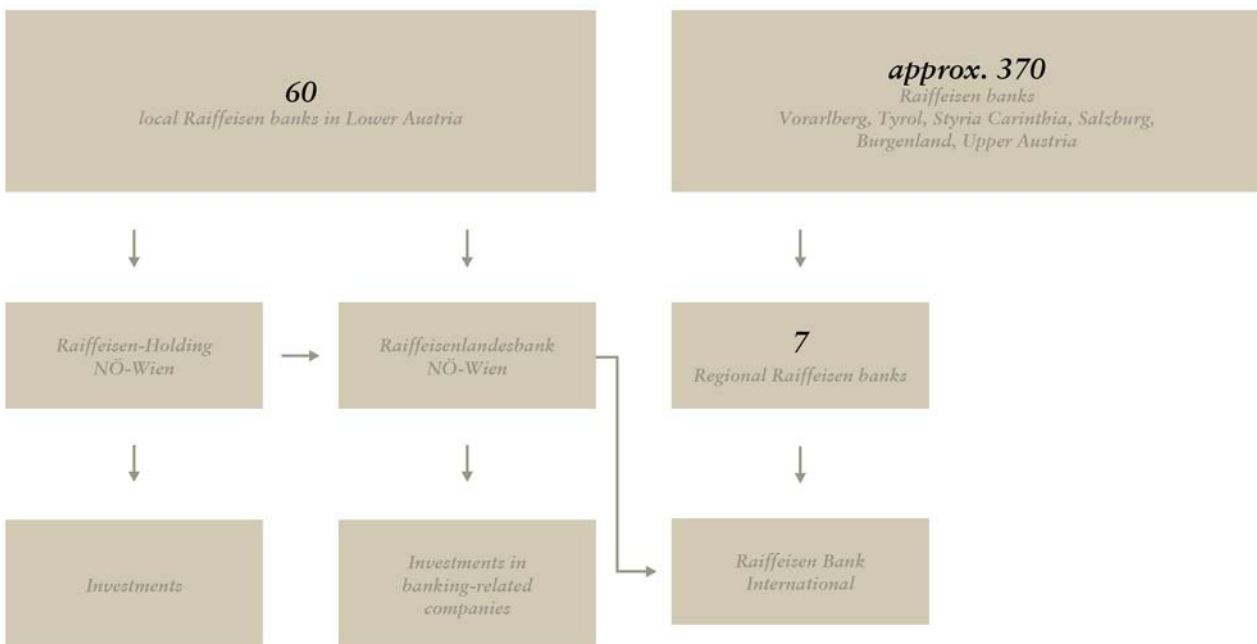 60
local Raiffeisen banks in Lower Austria
approx. 370
Raiffeisen banks
Vorarlberg, Tyrol, Styria Carinthia, Salzburg,
Burgenland, Upper Austria
Raiffeisen-Holding
NÖ-Wien
Raiffeisenlandesbank
NÖ-Wien
7
Regional Raiffeisen banks
Investments
Investments in
banking-related
companies
Raiffeisen Bank
International